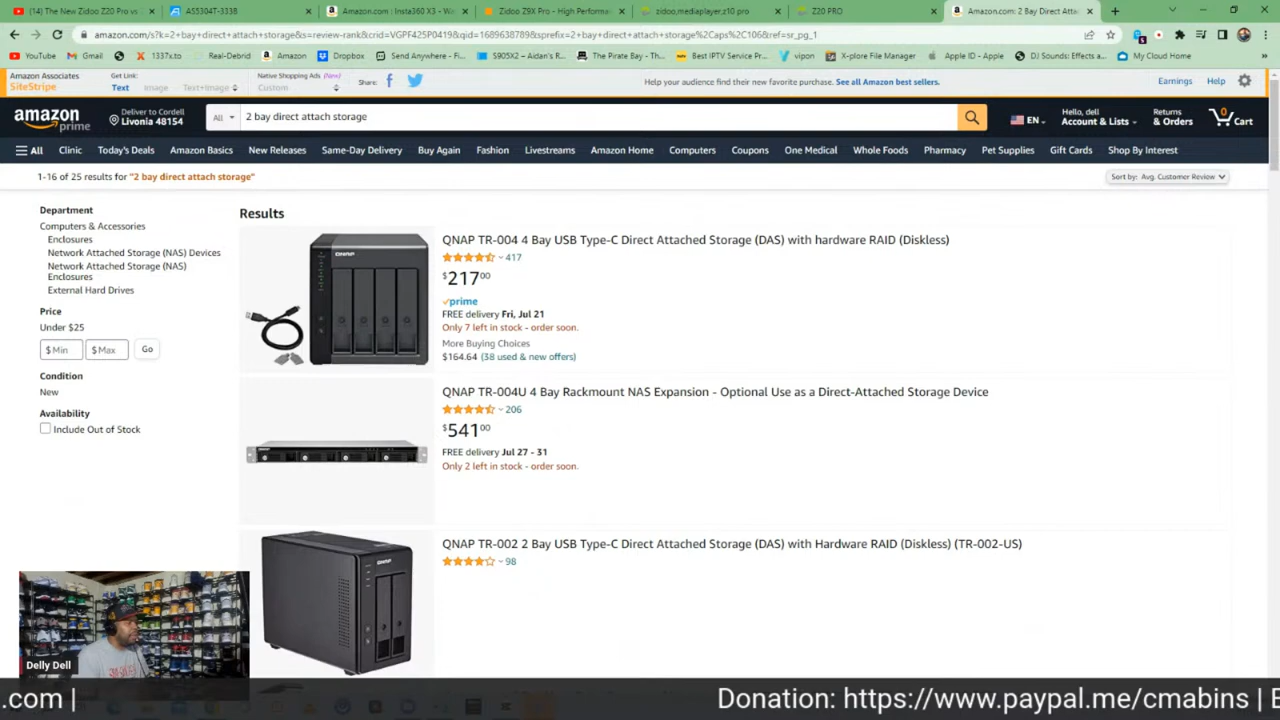 (14) The New Zidoo Z20 Pro vs
AS5304T-3338
Amazon.com : Insta360 X3 - We
Zidoo Z9X Pro - High Performa
zidoo,mediaplayer,z10 pro
Z20 PRO
Amazon.com: 2 Bay Direct Atta
amazon.com/s?k=2+bay+direct+attach+storage&s=review-rank&crid=VGPF425P0419&qid=1689638789&sprefix=2+bay+direct+attach+storage%2Caps%2C106&ref=sr_pg_1
YouTube
Gmail
1337x.to
Real-Debrid
Amazon
Dropbox
Send Anywhere - Fi...
S905X2 – Aidan's R...
The Pirate Bay - Th...
Best IPTV Service Pr...
vipon
X-plore File Manager
Apple ID - Apple
DJ Sounds: Effects a...
My Cloud Home
Amazon Associates
SiteStripe
Get Link:
Text Image Text+Image
Native Shopping Ads (New)
Custom
Share:
Help your audience find their new favorite purchase. See all Amazon best sellers.
Earnings
Help
amazon
prime
Deliver to Cordell
Livonia 48154
All
2 bay direct attach storage
EN
Hello, dell
Account & Lists
Returns
& Orders
0
Cart
All
Clinic
Today's Deals
Amazon Basics
New Releases
Same-Day Delivery
Buy Again
Fashion
Livestreams
Amazon Home
Computers
Coupons
One Medical
Whole Foods
Pharmacy
Pet Supplies
Gift Cards
Shop By Interest
1-16 of 25 results for "2 bay direct attach storage"
Sort by: Avg. Customer Review
Department
Computers & Accessories
Enclosures
Network Attached Storage (NAS) Devices
Network Attached Storage (NAS)
Enclosures
External Hard Drives
Price
Under $25
$ Min
$ Max
Go
Condition
New
Availability
Include Out of Stock
Results
QNAP TR-004 4 Bay USB Type-C Direct Attached Storage (DAS) with hardware RAID (Diskless)
417
$21700
prime
FREE delivery Fri, Jul 21
Only 7 left in stock - order soon.
More Buying Choices
$164.64 (38 used & new offers)
QNAP
QNAP TR-004U 4 Bay Rackmount NAS Expansion - Optional Use as a Direct-Attached Storage Device
206
$54100
FREE delivery Jul 27 - 31
Only 2 left in stock - order soon.
QNAP TR-002 2 Bay USB Type-C Direct Attached Storage (DAS) with Hardware RAID (Diskless) (TR-002-US)
98
QNAP
Delly Dell
.com |
Donation: https://www.paypal.me/cmabins | E